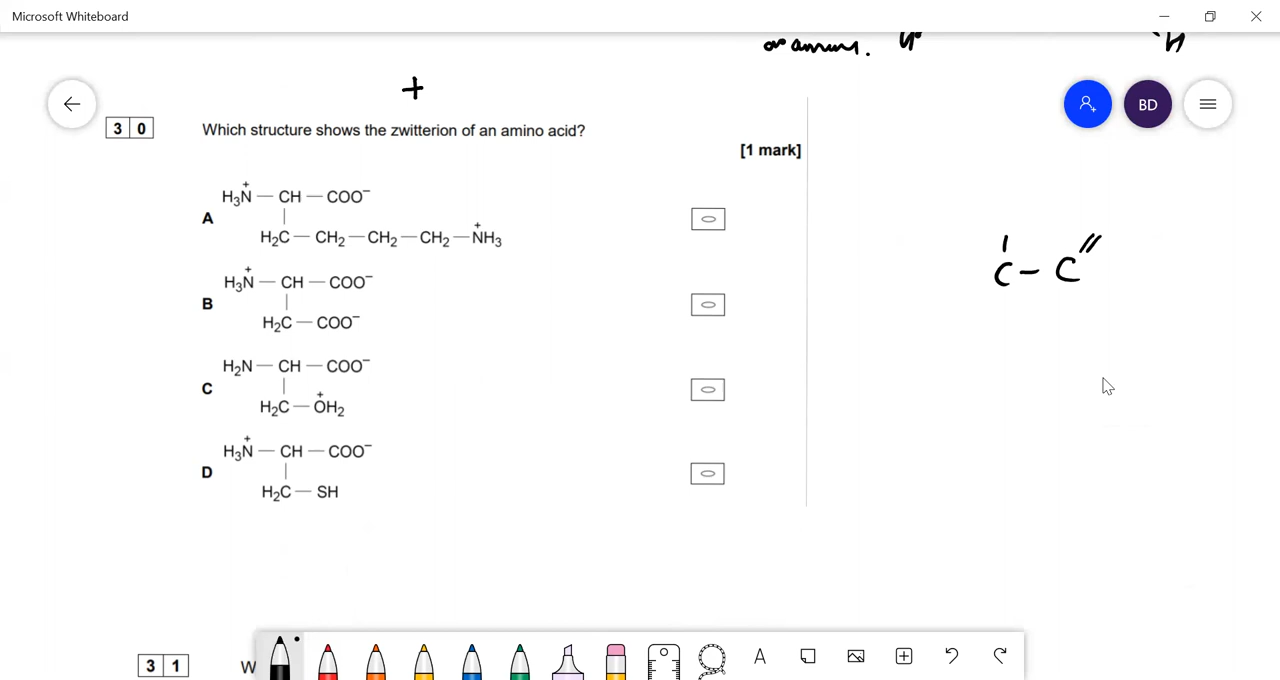 Microsoft Whiteboard
or amines.
H
+
BD
3 0 Which structure shows the zwitterion of an amino acid?
[1 mark]
A
H₃N⁺ — CH — COO⁻
H₂C — CH₂ — CH₂ — CH₂ — N⁺H₃
B
H₃N⁺ — CH — COO⁻
H₂C — COO⁻
C
H₂N — CH — COO⁻
H₂C — O⁺H₂
D
H₃N⁺ — CH — COO⁻
H₂C — SH
C – C
3 1 W
A